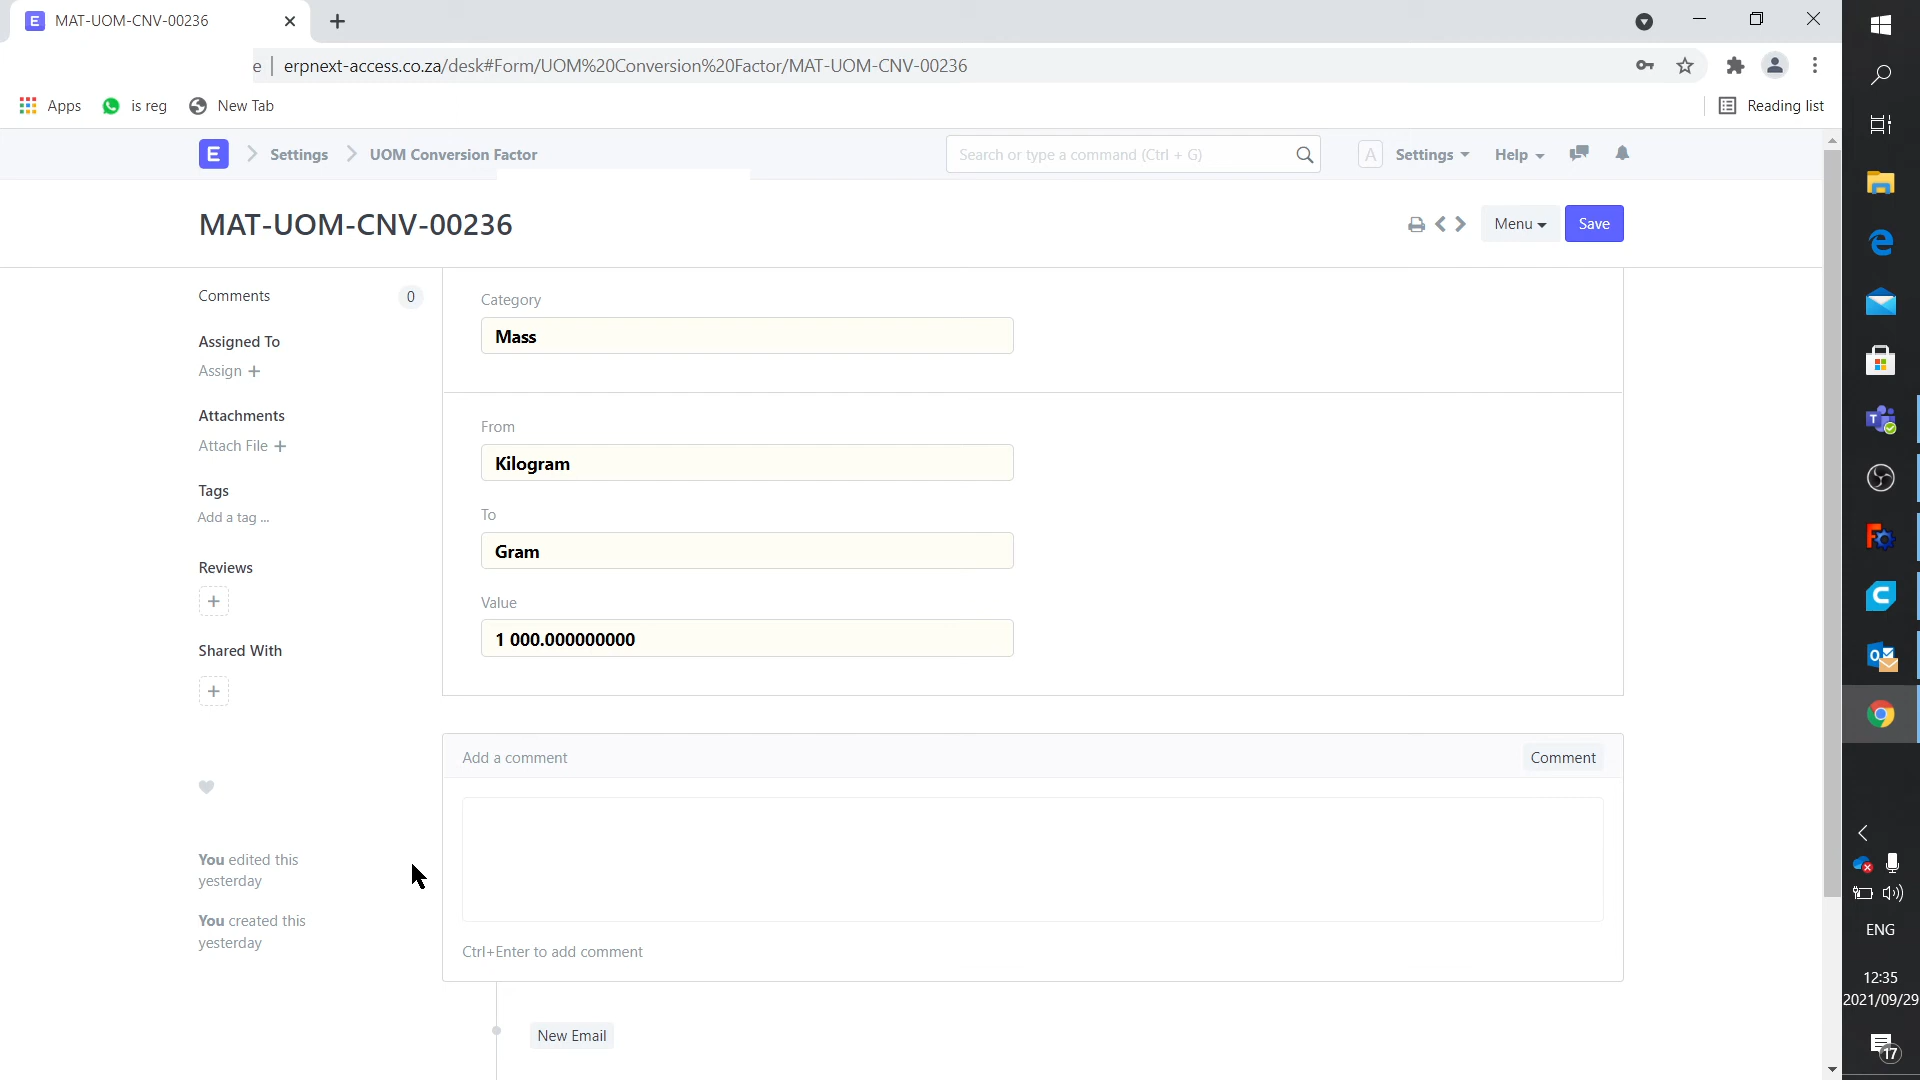 MAT-UOM-CNV-00236
e
erpnext-access.co.za/desk#Form/UOM%20Conversion%20Factor/MAT-UOM-CNV-00236
Apps
is reg
New Tab
Reading list
E
Settings
UOM Conversion Factor
Search or type a command (Ctrl + G)
A
Settings
Help
MAT-UOM-CNV-00236
Menu
Save
Comments
0
Assigned To
Assign +
Attachments
Attach File +
Tags
Add a tag ...
Reviews
+
Shared With
+
You edited this
yesterday
You created this
yesterday
Category
Mass
From
Kilogram
To
Gram
Value
1 000.000000000
Add a comment
Comment
Ctrl+Enter to add comment
New Email
ENG
12:35
2021/09/29
17